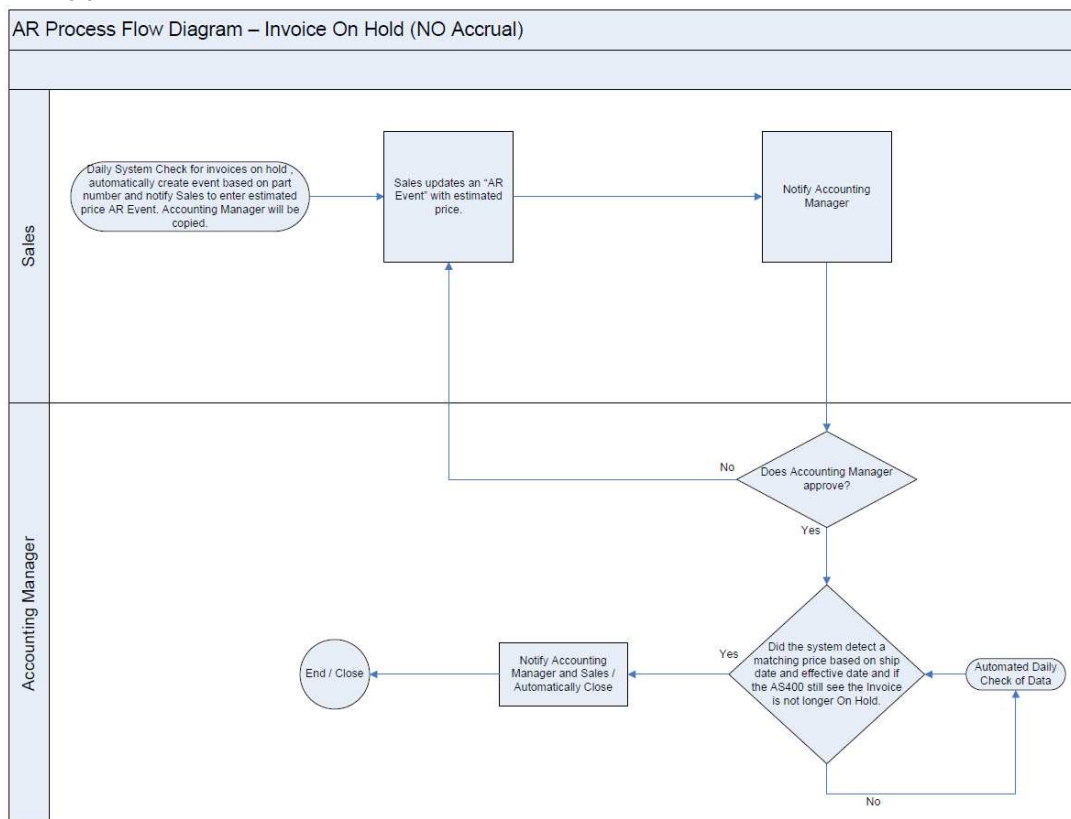 AR Process Flow Diagram – Invoice On Hold (NO Accrual)
Sales
Daily System Check for invoices on hold ,
automatically create event based on part
number and notify Sales to enter estimated
price AR Event. Accounting Manager will be
copied.
Sales updates an “AR
Event” with estimated
price.
Notify Accounting
Manager
Accounting Manager
No
Does Accounting Manager
approve?
Yes
Did the system detect a
matching price based on ship
date and effective date and if
the AS400 still see the Invoice
is not longer On Hold.
Yes
Notify Accounting
Manager and Sales /
Automatically Close
End / Close
Automated Daily
Check of Data
No